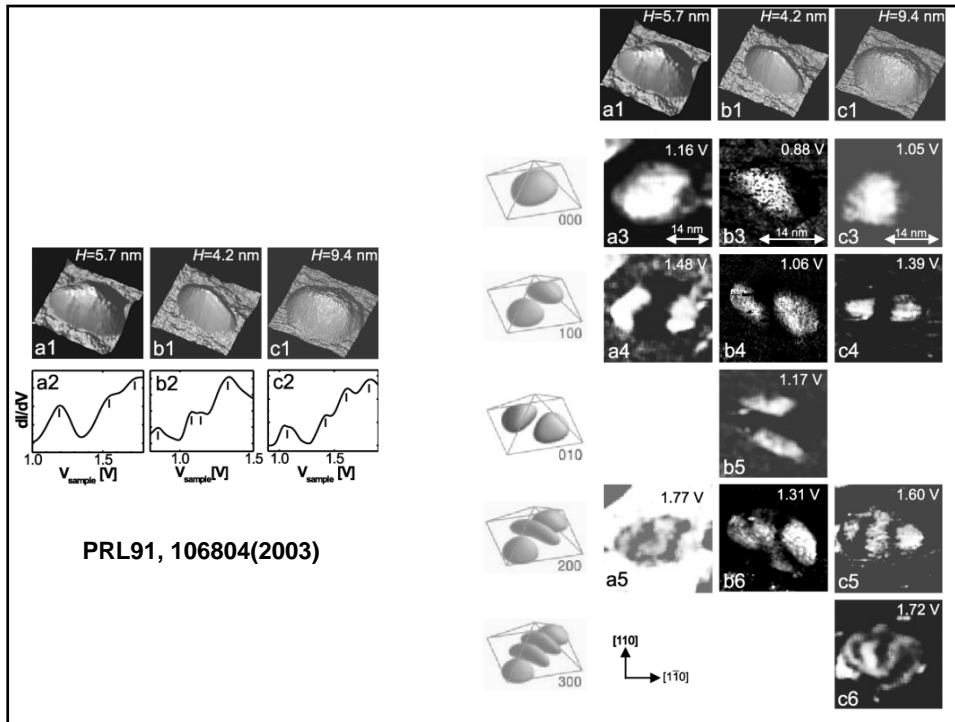 H=5.7 nm
H=4.2 nm
H=9.4 nm
a1
b1
c1
a2
b2
c2
dI/dV
1.0
1.5
1.0
1.5
1.0
1.5
V_sample [V]
V_sample[V]
V_sample [V]
PRL91, 106804(2003)
H=5.7 nm
H=4.2 nm
H=9.4 nm
a1
b1
c1
000
1.16 V
0.88 V
1.05 V
14 nm
14 nm
14 nm
a3
b3
c3
100
1.48 V
1.06 V
1.39 V
a4
b4
c4
010
1.17 V
b5
200
1.77 V
1.31 V
1.60 V
a5
b6
c5
300
[110]
[11̄0]
1.72 V
c6